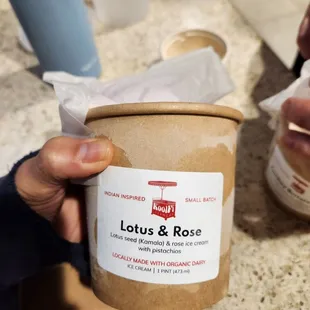 INDIAN INSPIRED SMALL BATCH
KoolFi
Lotus & Rose
Lotus seed (Kamala) & rose ice cream
with pistachios
LOCALLY MADE WITH ORGANIC DAIRY
ICE CREAM | 1 PINT (473 ml)